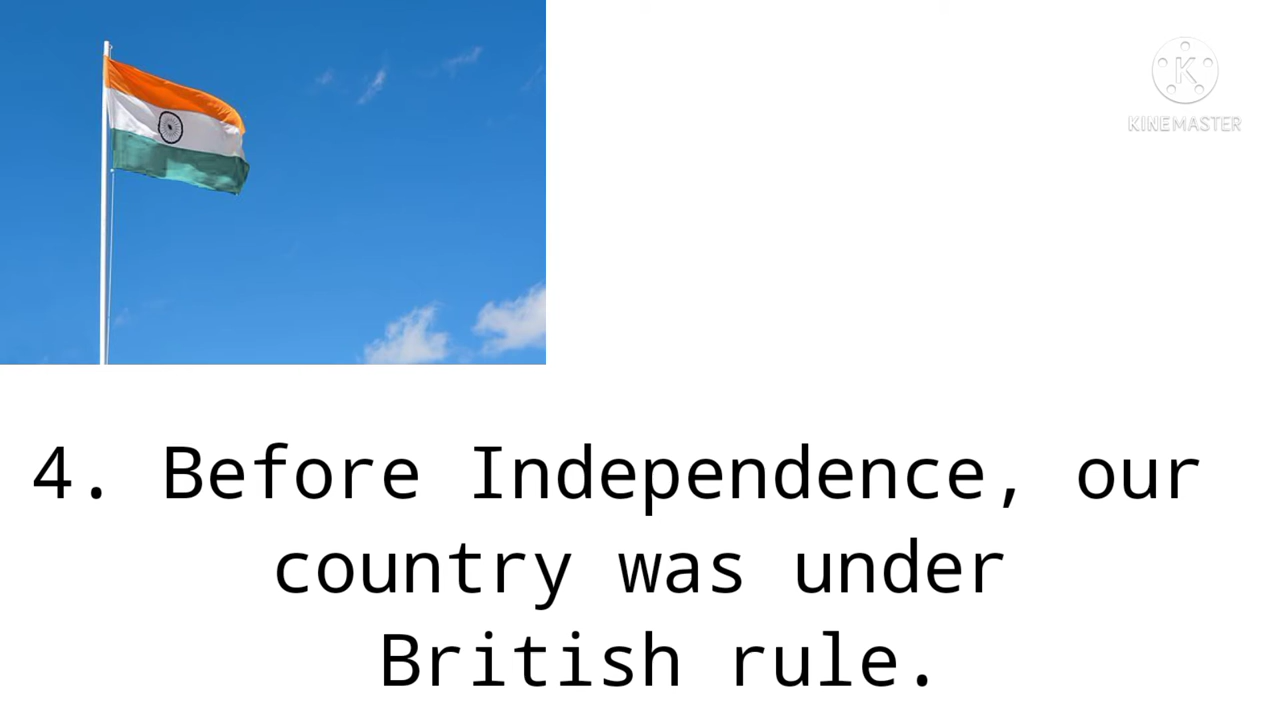 KINEMASTER
4. Before Independence, our
country was under
British rule.